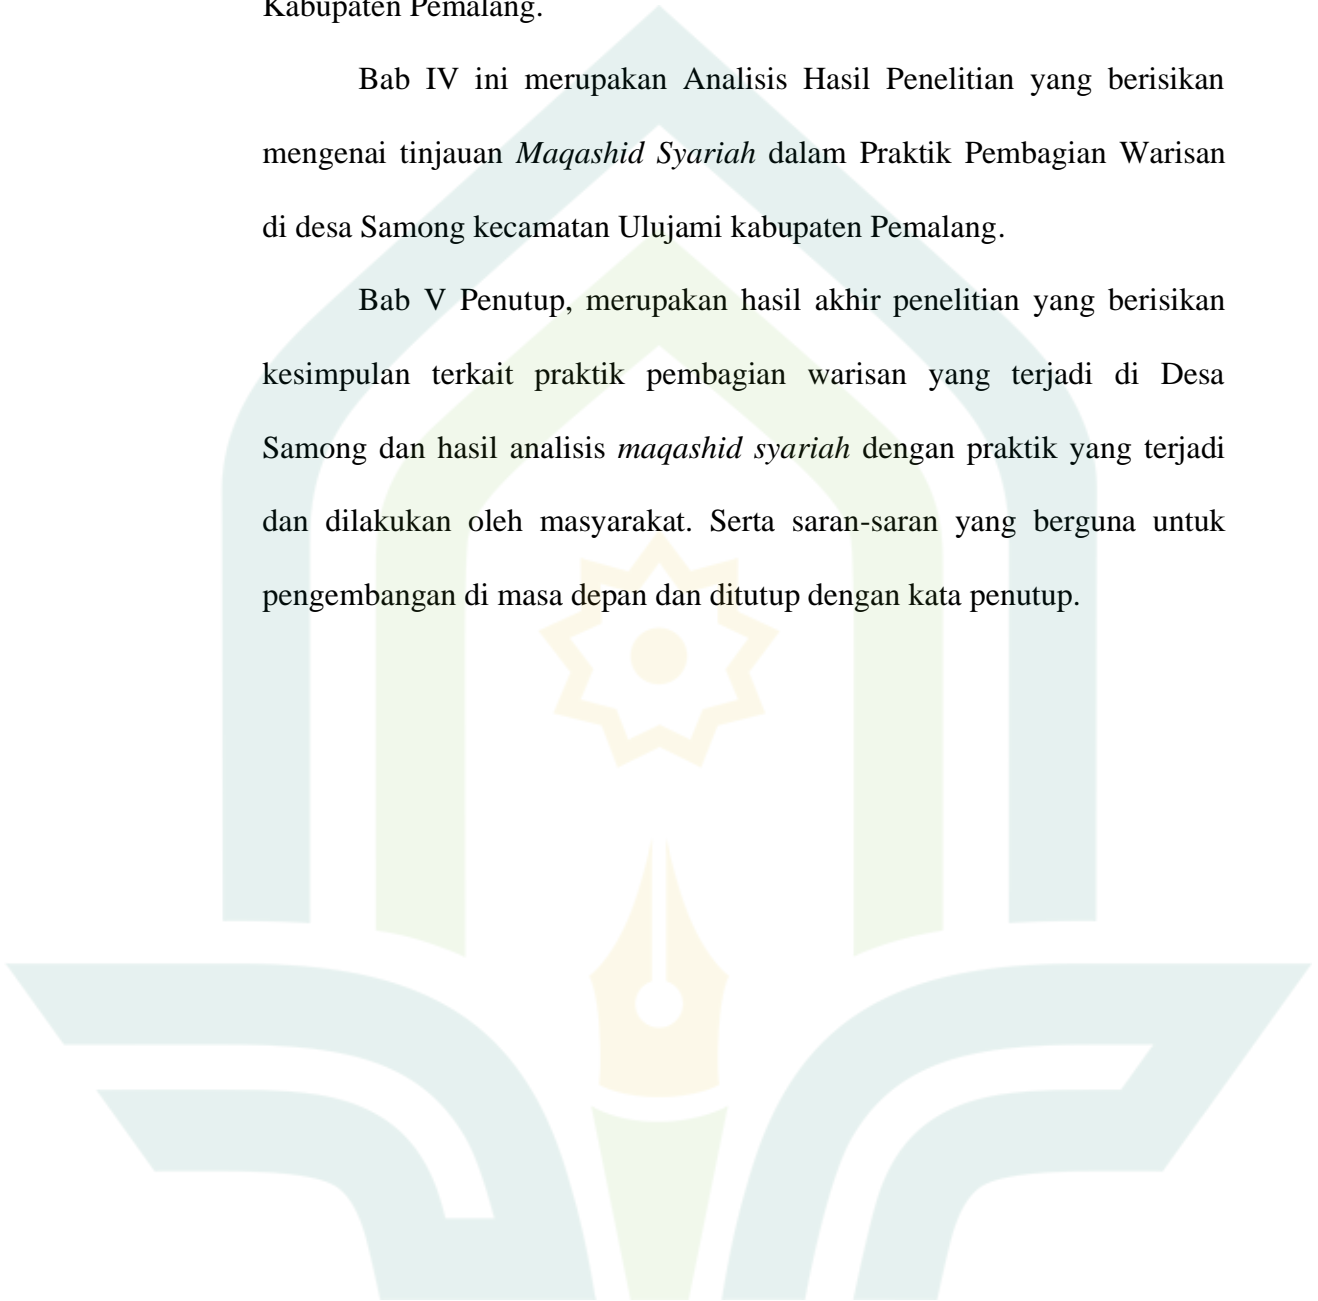 Kabupaten Pemalang.
Bab IV ini merupakan Analisis Hasil Penelitian yang berisikan
mengenai tinjauan Maqashid Syariah dalam Praktik Pembagian Warisan
di desa Samong kecamatan Ulujami kabupaten Pemalang.
Bab V Penutup, merupakan hasil akhir penelitian yang berisikan
kesimpulan terkait praktik pembagian warisan yang terjadi di Desa
Samong dan hasil analisis maqashid syariah dengan praktik yang terjadi
dan dilakukan oleh masyarakat. Serta saran-saran yang berguna untuk
pengembangan di masa depan dan ditutup dengan kata penutup.